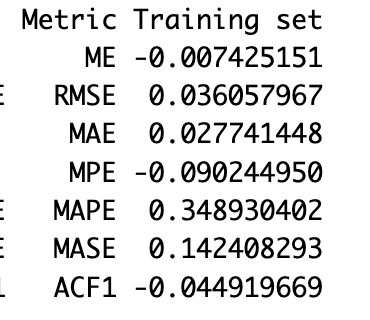 Metric Training set
ME -0.007425151
E RMSE 0.036057967
MAE 0.027741448
MPE -0.090244950
E MAPE 0.348930402
E MASE 0.142408293
ACF1 -0.044919669